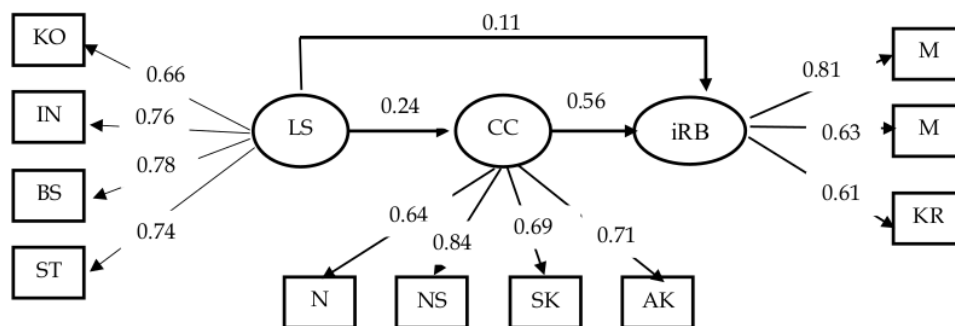 KO
0.66
IN
0.76
BS
0.78
ST
0.74
LS
0.11
0.24
CC
0.56
iRB
0.81
M
0.63
M
0.61
KR
0.64
0.84
0.69
0.71
N
NS
SK
AK